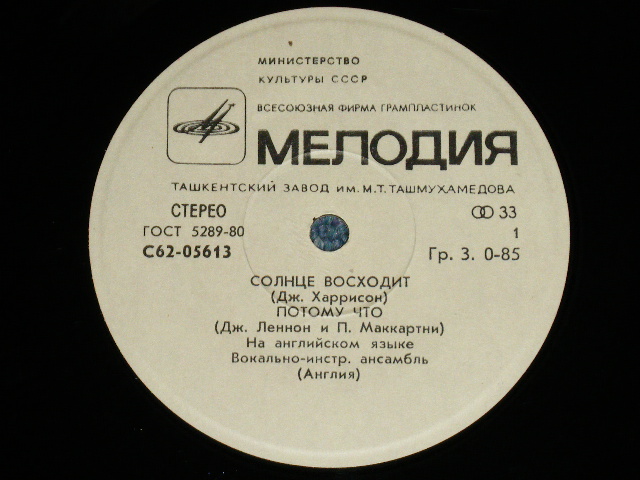 МИНИСТЕРСТВО
КУЛЬТУРЫ СССР
ВСЕСОЮЗНАЯ ФИРМА ГРАМПЛАСТИНОК
МЕЛОДИЯ
ТАШКЕНТСКИЙ ЗАВОД ИМ. М.Т. ТАШМУХАМЕДОВА
СТЕРЕО
ГОСТ 5289-80
С62-05613
33
1
Гр. 3. 0-85
СОЛНЦЕ ВОСХОДИТ
(Дж. Харрисон)
ПОТОМУ ЧТО
(Дж. Леннон и П. Маккартни)
На английском языке
Вокально-инстр. ансамбль
(Англия)